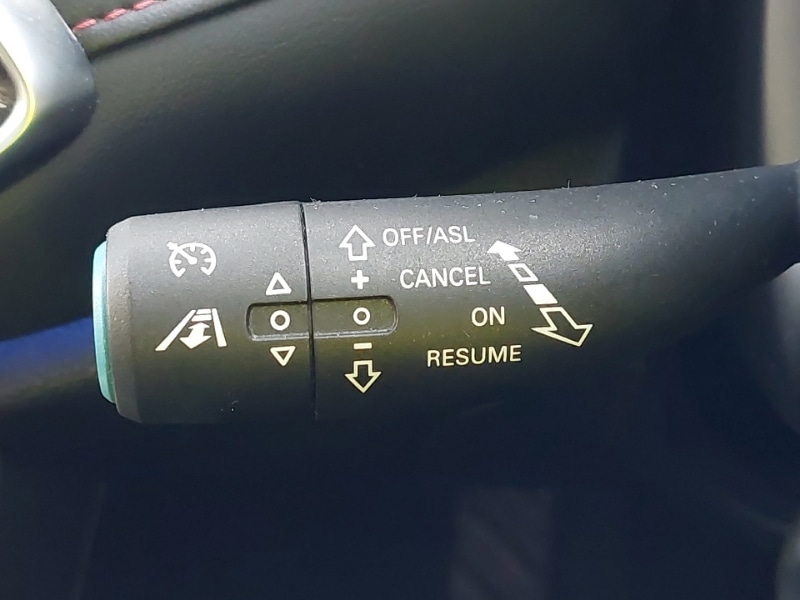 OFF/ASL
+ CANCEL
ON
- RESUME